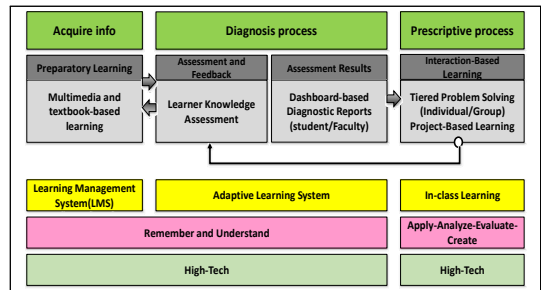 Acquire info
Diagnosis process
Prescriptive process
Preparatory Learning
Multimedia and
textbook-based
learning
Assessment and
Feedback
Learner Knowledge
Assessment
Assessment Results
Dashboard-based
Diagnostic Reports
(student/Faculty)
Interaction-Based
Learning
Tiered Problem Solving
(Individual/Group)
Project-Based Learning
Learning Management
System(LMS)
Adaptive Learning System
In-class Learning
Remember and Understand
Apply-Analyze-Evaluate-
Create
High-Tech
High-Tech